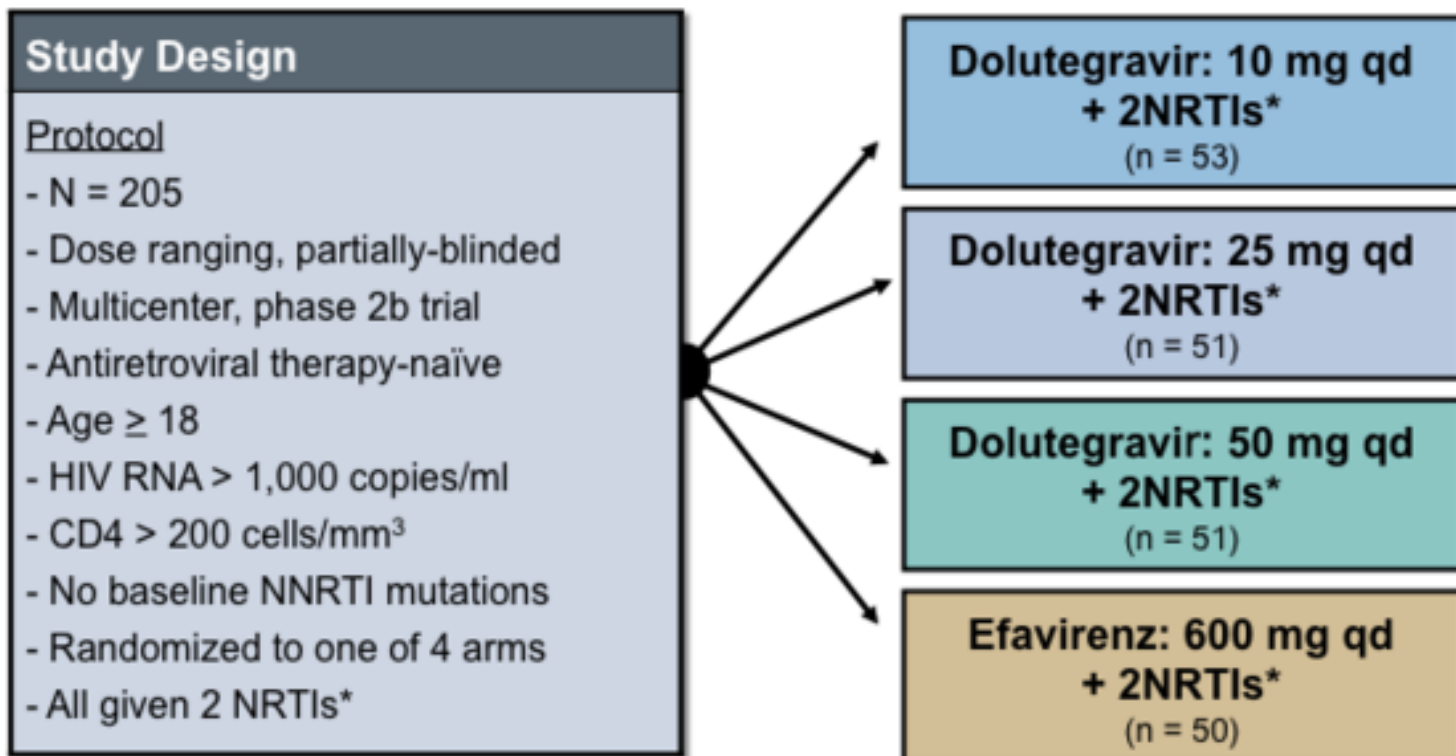 Study Design
Protocol
- N = 205
- Dose ranging, partially-blinded
- Multicenter, phase 2b trial
- Antiretroviral therapy-naïve
- Age ≥ 18
- HIV RNA > 1,000 copies/ml
- CD4 > 200 cells/mm³
- No baseline NNRTI mutations
- Randomized to one of 4 arms
- All given 2 NRTIs*
Dolutegravir: 10 mg qd
+ 2NRTIs*
(n = 53)
Dolutegravir: 25 mg qd
+ 2NRTIs*
(n = 51)
Dolutegravir: 50 mg qd
+ 2NRTIs*
(n = 51)
Efavirenz: 600 mg qd
+ 2NRTIs*
(n = 50)